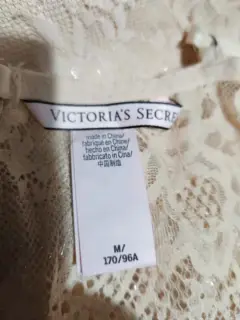 VICTORIA'S SECRE
made in China/
fabriqué en Chine/
hecho en China/
fabbricato in Cina/
中国制造
M/
170/96A